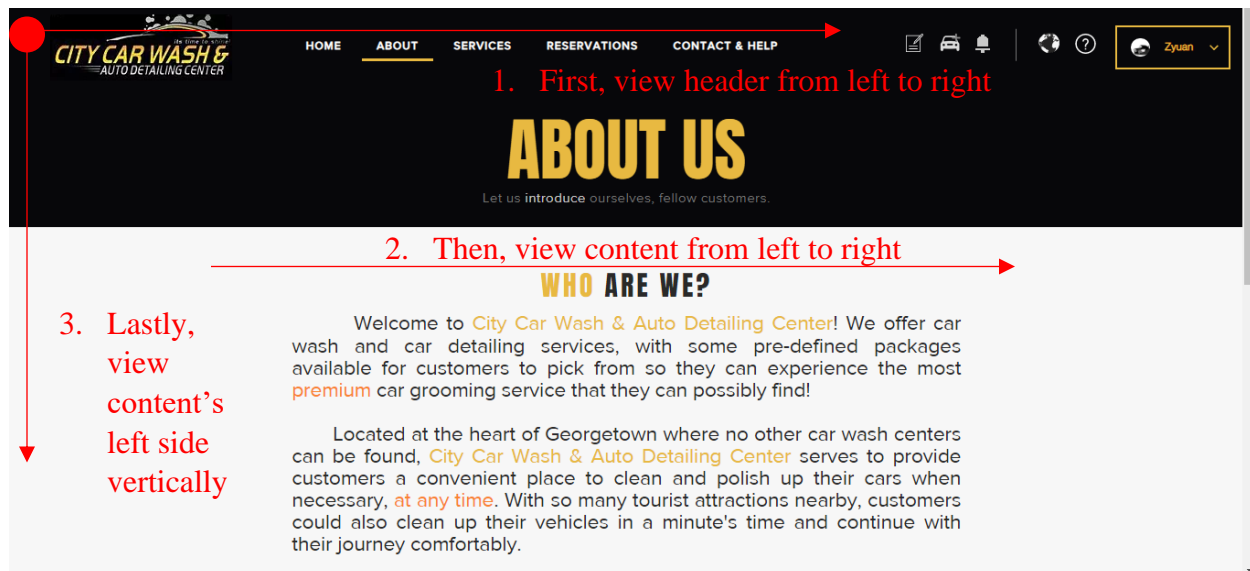 its time to shine!
CITY CAR WASH &
AUTO DETAILING CENTER
HOME ABOUT SERVICES RESERVATIONS CONTACT & HELP
Zyuan
1. First, view header from left to right
ABOUT US
Let us introduce ourselves, fellow customers.
2. Then, view content from left to right
WHO ARE WE?
3. Lastly,
view
content’s
left side
vertically
Welcome to City Car Wash & Auto Detailing Center! We offer car
wash and car detailing services, with some pre-defined packages
available for customers to pick from so they can experience the most
premium car grooming service that they can possibly find!
Located at the heart of Georgetown where no other car wash centers
can be found, City Car Wash & Auto Detailing Center serves to provide
customers a convenient place to clean and polish up their cars when
necessary, at any time. With so many tourist attractions nearby, customers
could also clean up their vehicles in a minute's time and continue with
their journey comfortably.